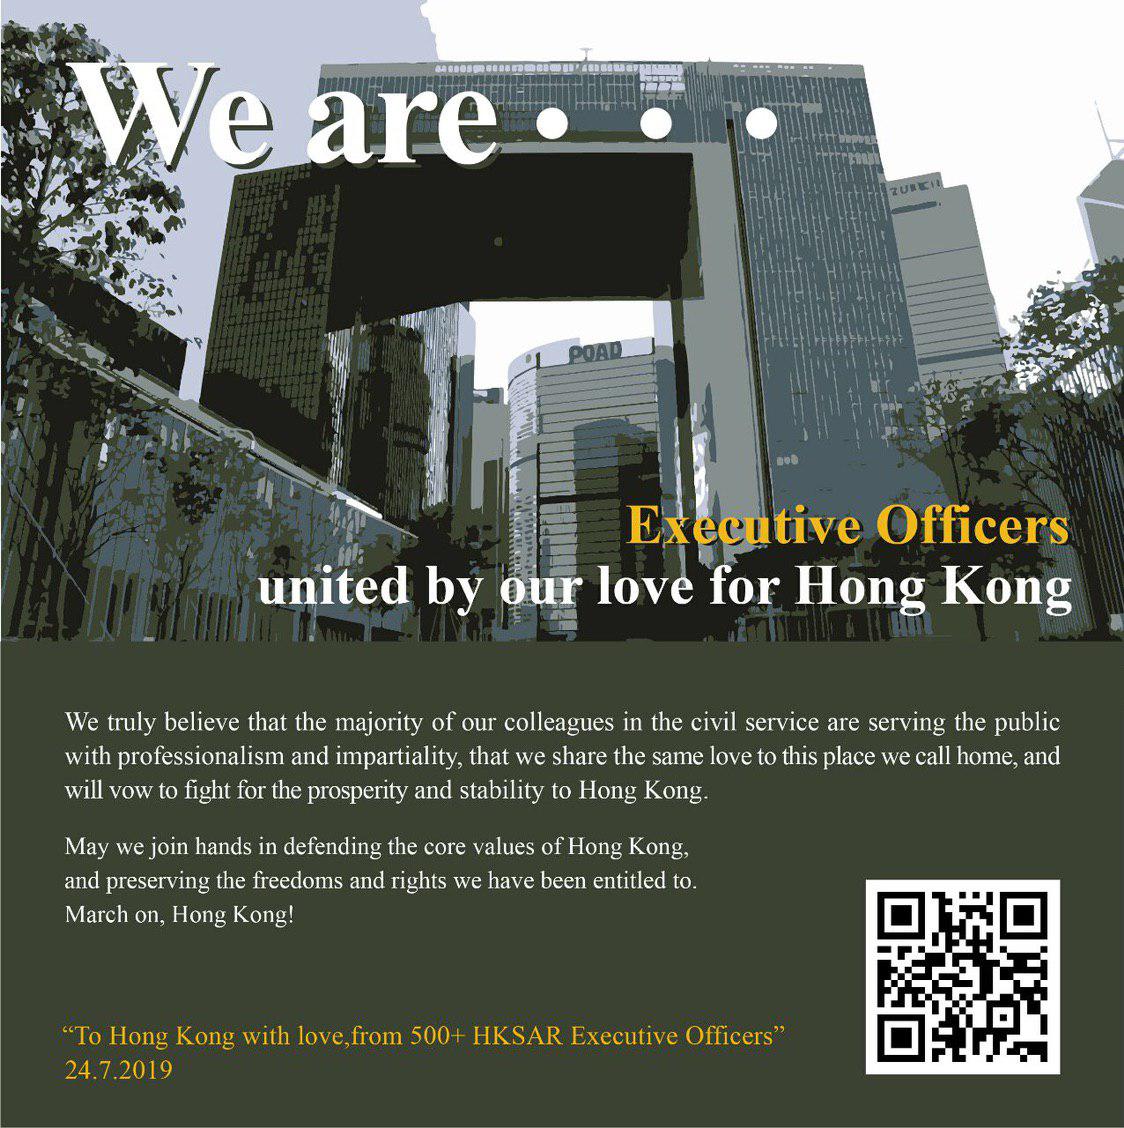 We are • • •
ZURICH
POAD
Executive Officers
united by our love for Hong Kong
We truly believe that the majority of our colleagues in the civil service are serving the public
with professionalism and impartiality, that we share the same love to this place we call home, and
will vow to fight for the prosperity and stability to Hong Kong.
May we join hands in defending the core values of Hong Kong,
and preserving the freedoms and rights we have been entitled to.
March on, Hong Kong!
“To Hong Kong with love,from 500+ HKSAR Executive Officers”
24.7.2019